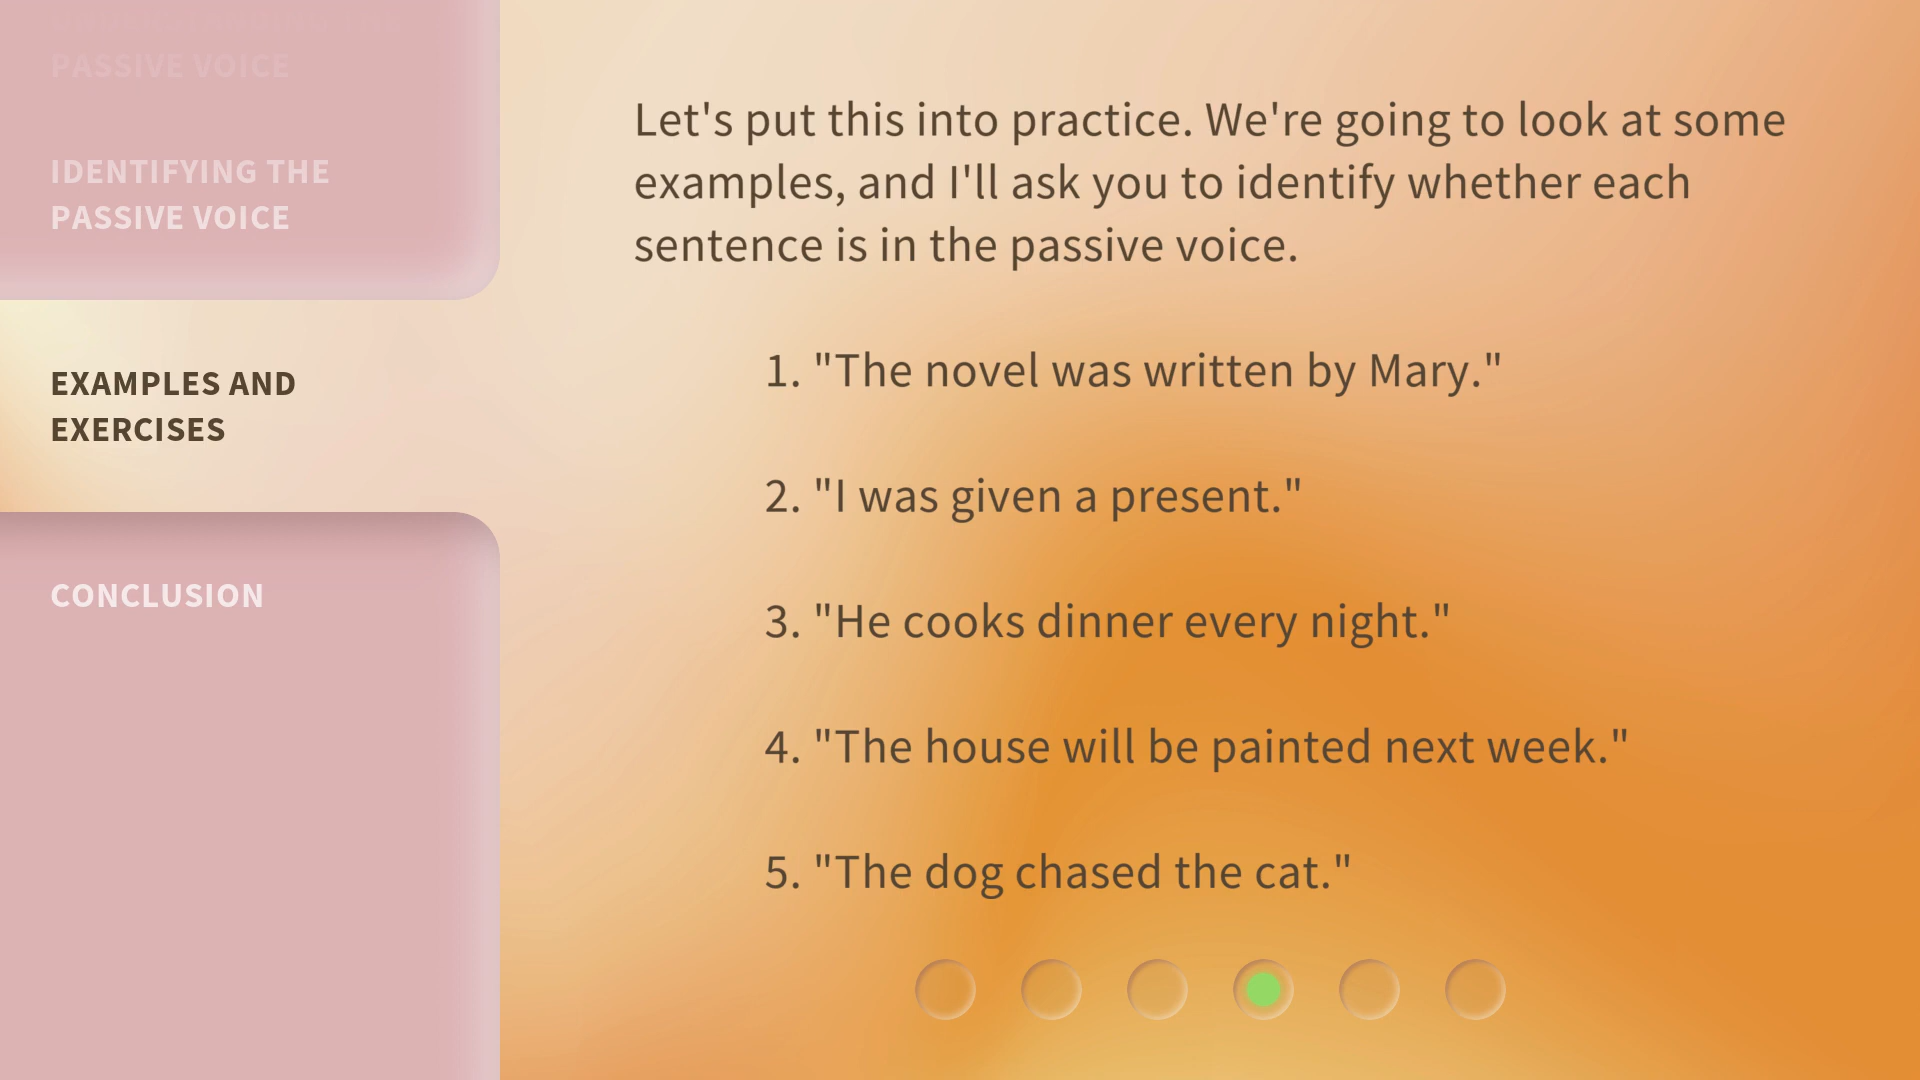 PASSIVE VOICE
IDENTIFYING THE
PASSIVE VOICE
EXAMPLES AND
EXERCISES
CONCLUSION
Let's put this into practice. We're going to look at some
examples, and I'll ask you to identify whether each
sentence is in the passive voice.
1. "The novel was written by Mary."
2. "I was given a present."
3. "He cooks dinner every night."
4. "The house will be painted next week."
5. "The dog chased the cat."